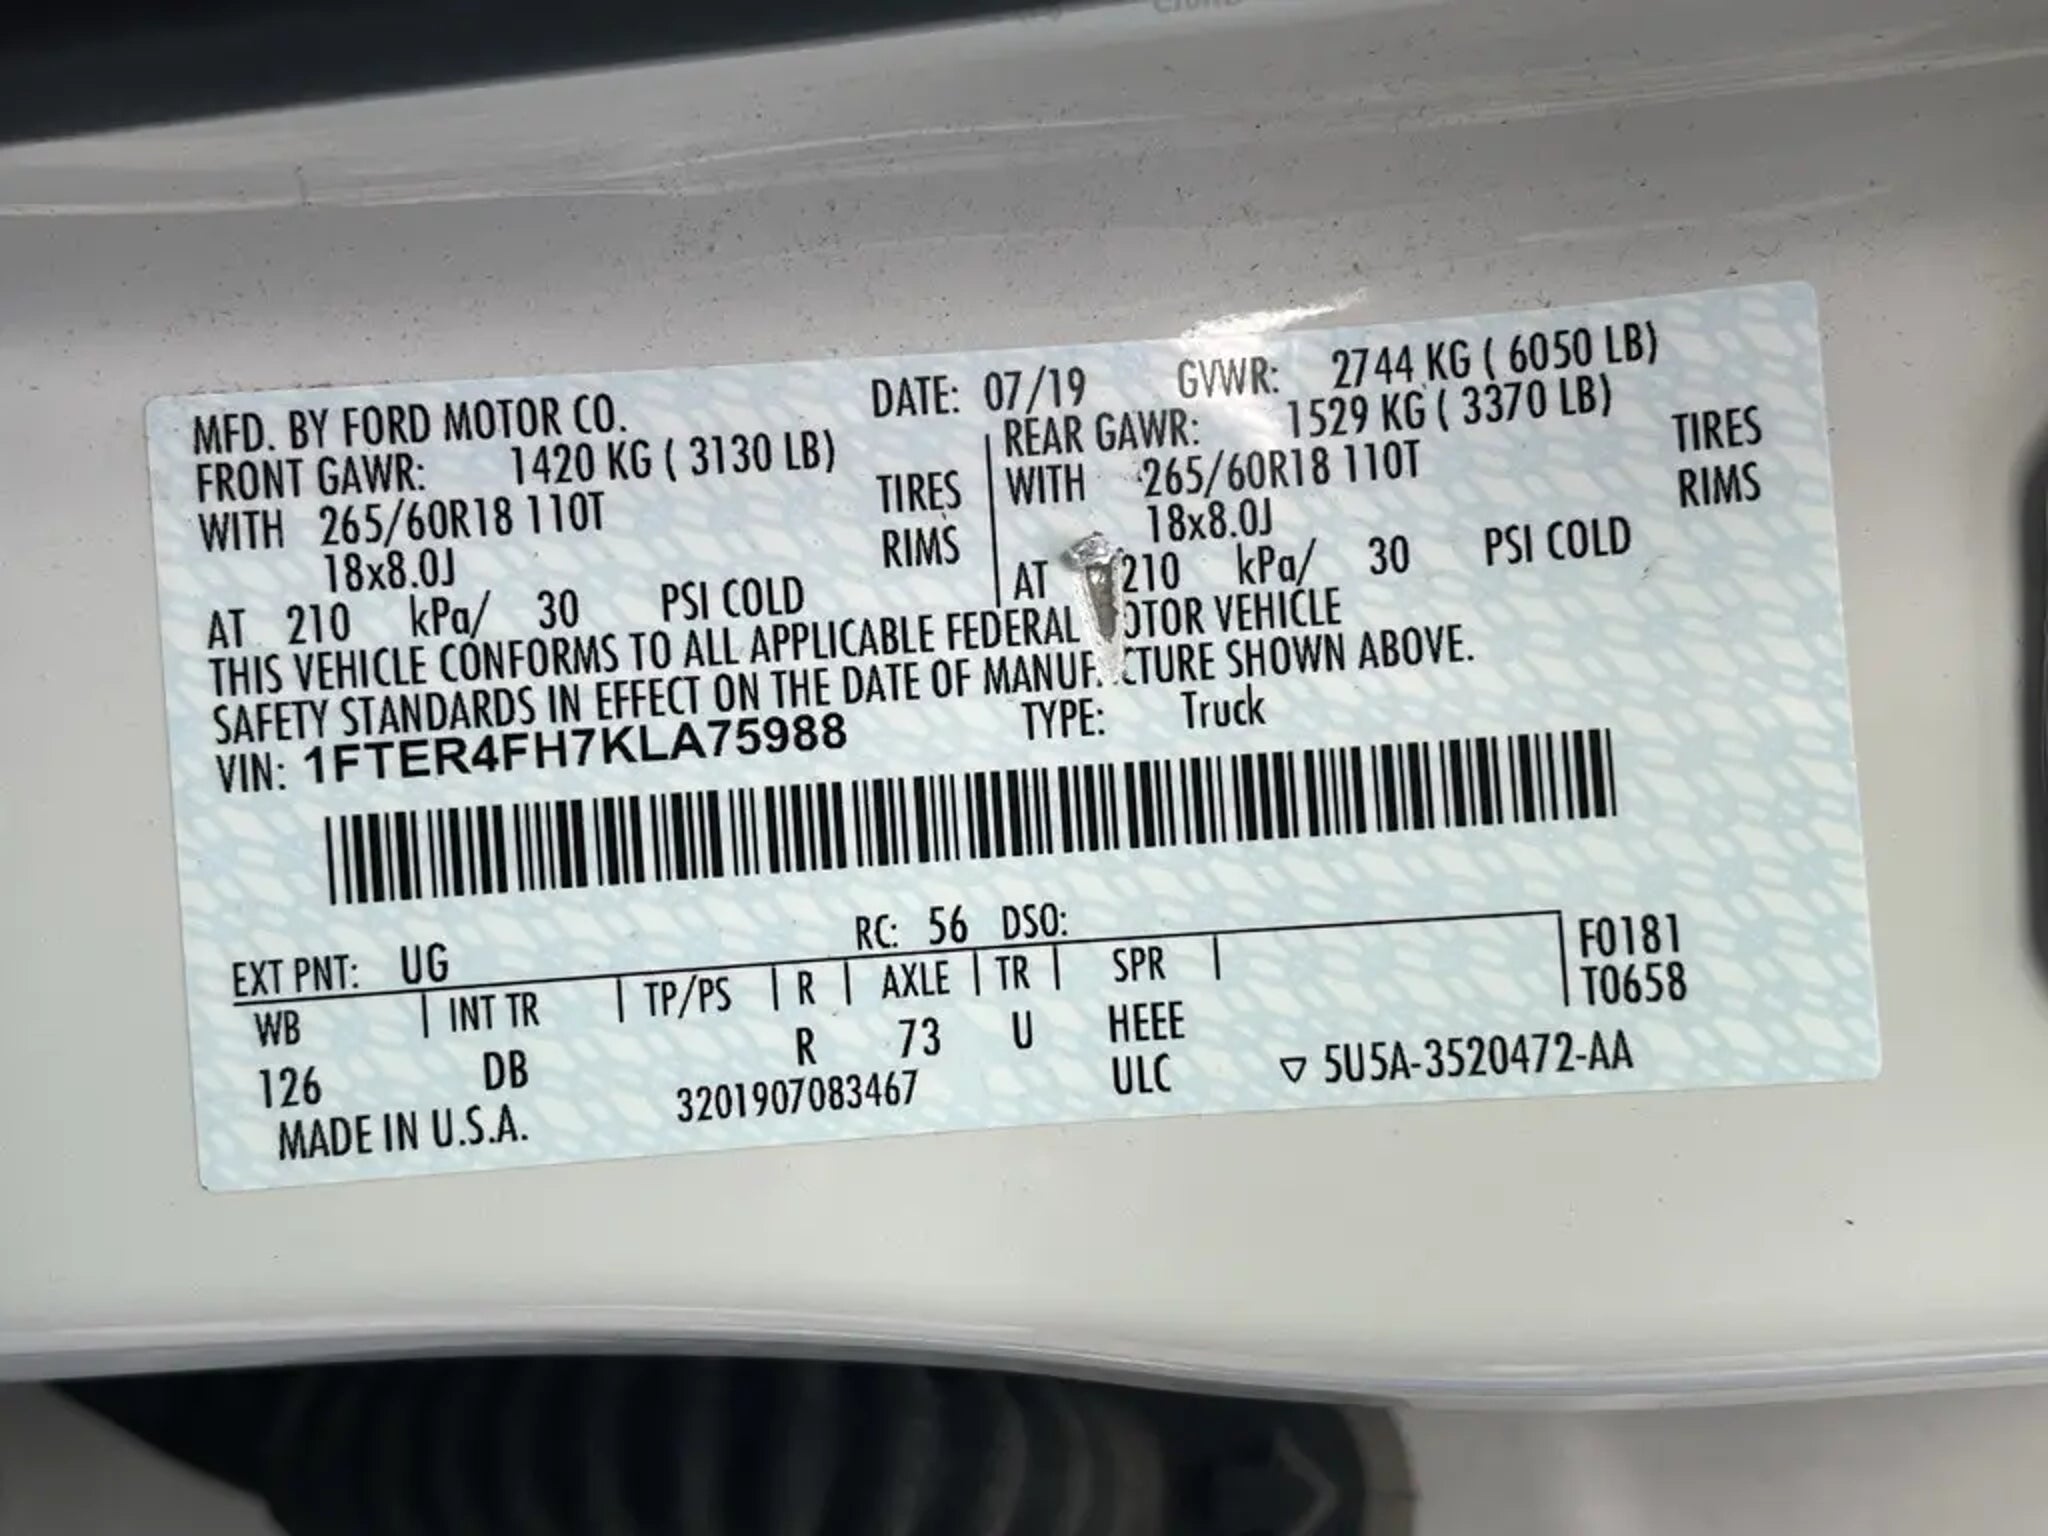 MFD. BY FORD MOTOR CO. DATE: 07/19 GVWR: 2744 KG ( 6050 LB)
FRONT GAWR: 1420 KG ( 3130 LB) REAR GAWR: 1529 KG ( 3370 LB)
WITH 265/60R18 110T TIRES WITH 265/60R18 110T TIRES
18x8.0J RIMS 18x8.0J RIMS
AT 210 kPa/ 30 PSI COLD AT 210 kPa/ 30 PSI COLD
THIS VEHICLE CONFORMS TO ALL APPLICABLE FEDERAL MOTOR VEHICLE
SAFETY STANDARDS IN EFFECT ON THE DATE OF MANUFACTURE SHOWN ABOVE.
VIN: 1FTER4FH7KLA75988 TYPE: Truck
EXT PNT: UG RC: 56 DSO: F0181
WB INT TR TP/PS R AXLE TR SPR T0658
126 DB R 73 U HEEE
ULC ▽ 5U5A-3520472-AA
MADE IN U.S.A. 3201907083467